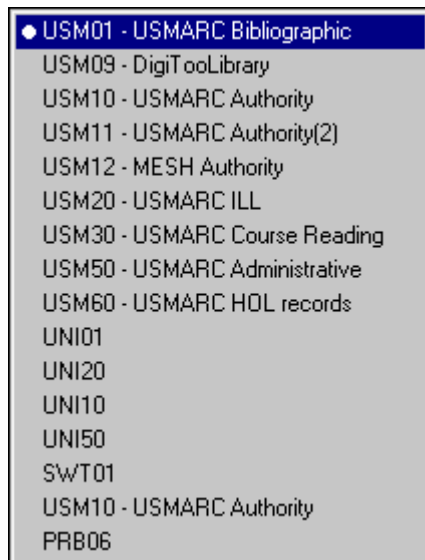 USM01 - USMARC Bibliographic
USM09 - DigiTooLibrary
USM10 - USMARC Authority
USM11 - USMARC Authority(2)
USM12 - MESH Authority
USM20 - USMARC ILL
USM30 - USMARC Course Reading
USM50 - USMARC Administrative
USM60 - USMARC HOL records
UNI01
UNI20
UNI10
UNI50
SWT01
USM10 - USMARC Authority
PRB06